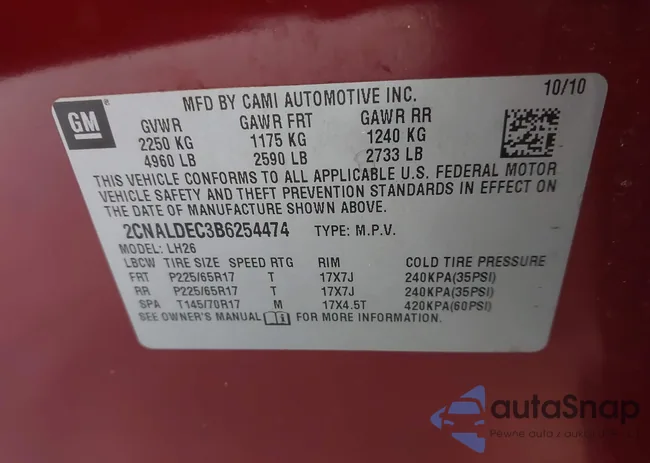 GM ®
MFD BY CAMI AUTOMOTIVE INC. 10/10
GVWR GAWR FRT GAWR RR
2250 KG 1175 KG 1240 KG
4960 LB 2590 LB 2733 LB
THIS VEHICLE CONFORMS TO ALL APPLICABLE U.S. FEDERAL MOTOR
VEHICLE SAFETY AND THEFT PREVENTION STANDARDS IN EFFECT ON
THE DATE OF MANUFACTURE SHOWN ABOVE.
2CNALDEC3B6254474 TYPE: M.P.V.
MODEL: LH26
LBCW TIRE SIZE SPEED RTG RIM COLD TIRE PRESSURE
FRT P225/65R17 T 17X7J 240KPA(35PSI)
RR P225/65R17 T 17X7J 240KPA(35PSI)
SPA T145/70R17 M 17X4.5T 420KPA(60PSI)
SEE OWNER'S MANUAL FOR MORE INFORMATION.
autoSnap
Pewne auta z aukcji